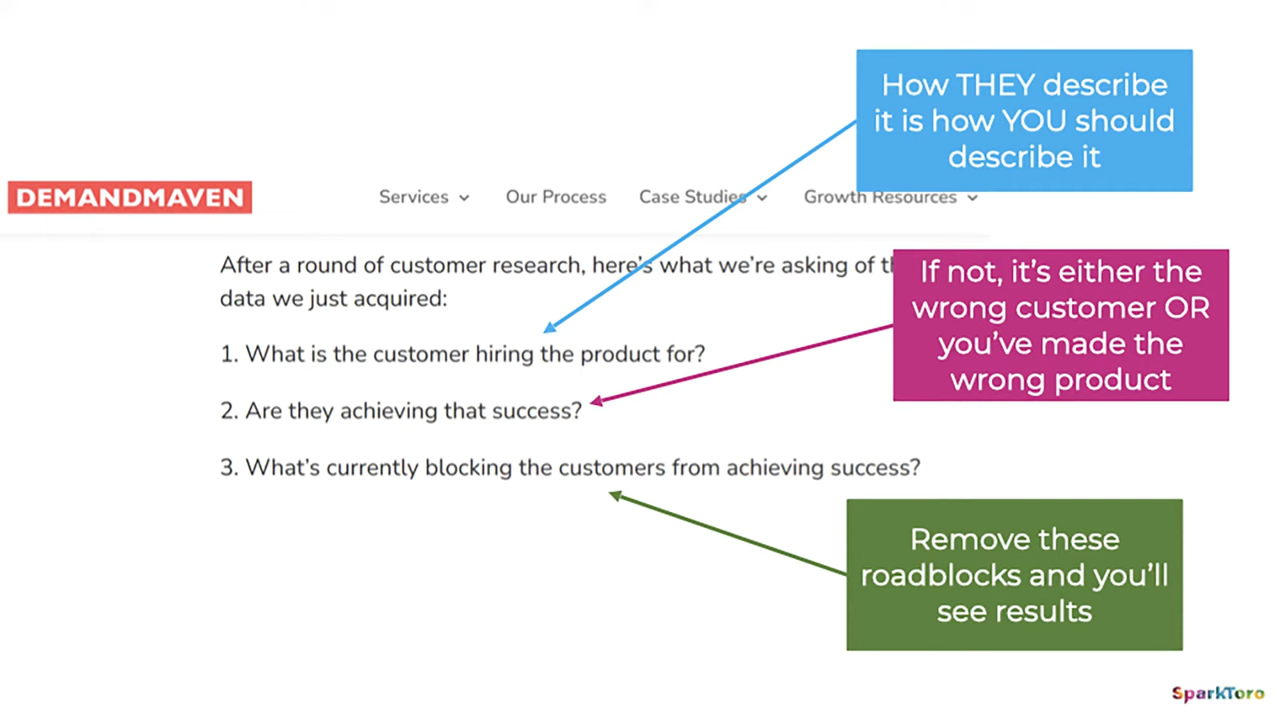 How THEY describe
it is how YOU should
describe it
DEMANDMAVEN
Services
Our Process
Case Studies
Growth Resources
After a round of customer research, here's what we're asking of
data we just acquired:
If not, it's either the
wrong customer OR
you've made the
wrong product
1. What is the customer hiring the product for?
2. Are they achieving that success?
3. What's currently blocking the customers from achieving success?
Remove these
roadblocks and you'll
see results
SparkToro